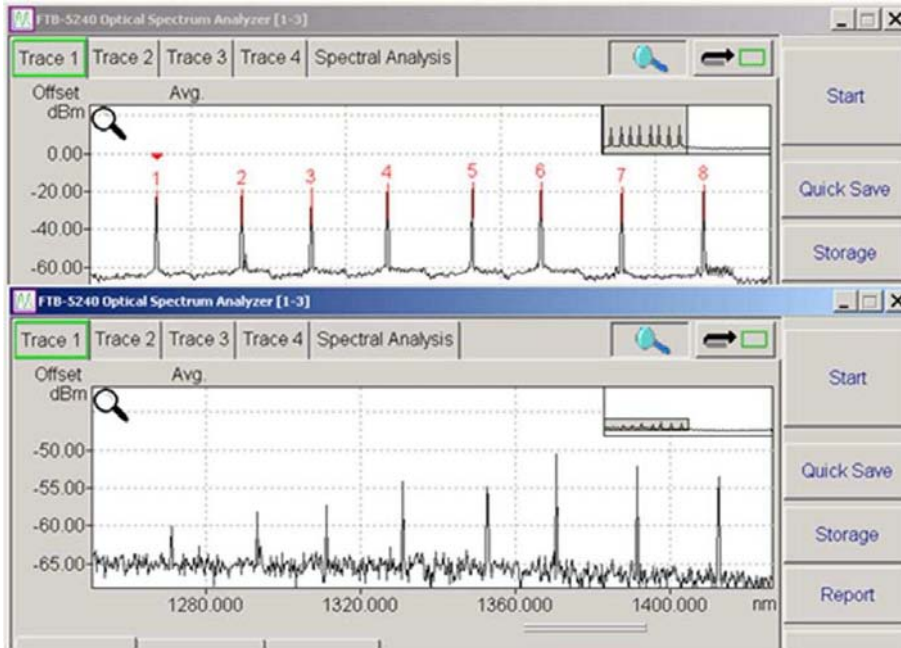 FTB-5240 Optical Spectrum Analyzer [1-3]
Trace 1 Trace 2 Trace 3 Trace 4 Spectral Analysis
Offset Avg.
dBm
Start
0.00
1 2 3 4 5 6 7 8
-20.00
Quick Save
-40.00
Storage
-60.00
FTB-5240 Optical Spectrum Analyzer [1-3]
Trace 1 Trace 2 Trace 3 Trace 4 Spectral Analysis
Offset Avg.
dBm
Start
-50.00
Quick Save
-55.00
-60.00
Storage
-65.00
Report
1280.000 1320.000 1360.000 1400.000 nm